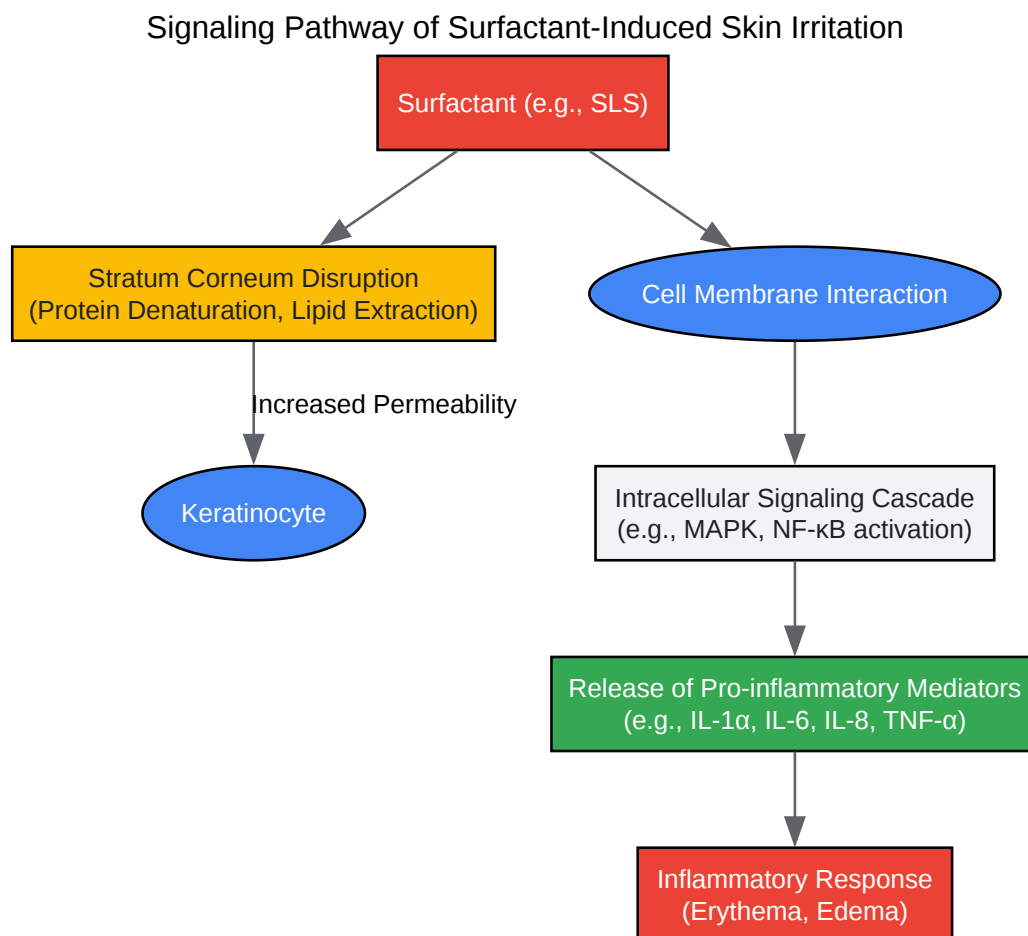 Signaling Pathway of Surfactant-Induced Skin Irritation
Surfactant (e.g., SLS)
Stratum Corneum Disruption
(Protein Denaturation, Lipid Extraction)
Cell Membrane Interaction
Increased Permeability
Keratinocyte
Intracellular Signaling Cascade
(e.g., MAPK, NF-κB activation)
Release of Pro-inflammatory Mediators
(e.g., IL-1α, IL-6, IL-8, TNF-α)
Inflammatory Response
(Erythema, Edema)